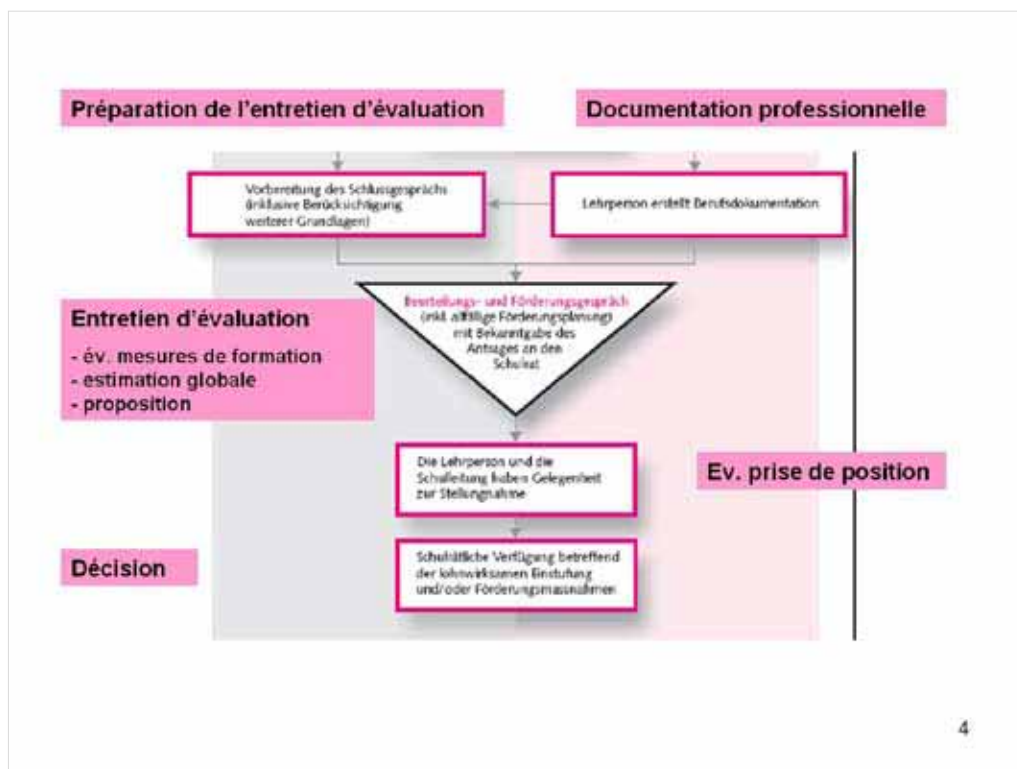 Préparation de l'entretien d'évaluation
Documentation professionnelle
Vorbereitung des Schlussgesprächs
(inklusive Berücksichtigung
weiterer Grundlagen)
Lehrperson erstellt Berufsdokumentation
Entretien d'évaluation
- év. mesures de formation
- estimation globale
- proposition
Beurteilungs- und Förderungsgespräch
(inkl. allfällige Förderungsplanung)
mit Bekanntgabe des
Antrages an den
Schulrat
Die Lehrperson und die
Schulleitung haben Gelegenheit
zur Stellungnahme
Ev. prise de position
Décision
Schulrätliche Verfügung betreffend
der lohnwirksamen Einstufung
und/oder Förderungsmassnahmen
4